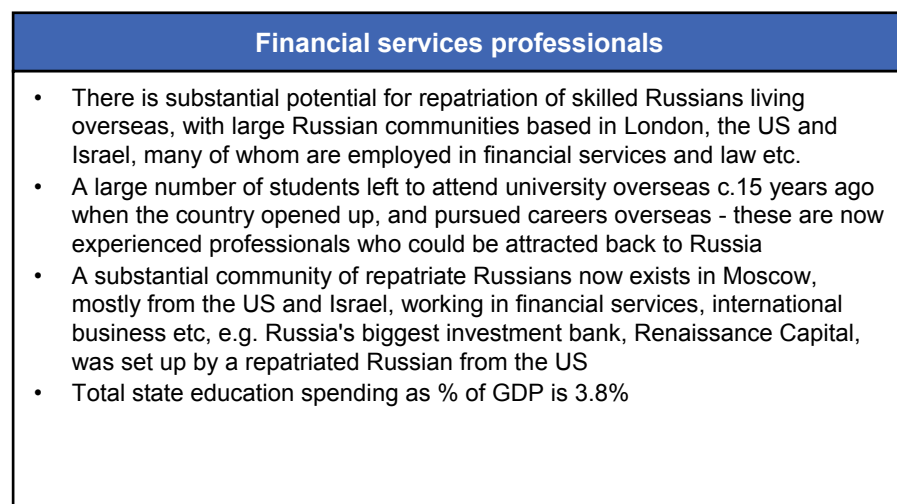 Financial services professionals
• There is substantial potential for repatriation of skilled Russians living
overseas, with large Russian communities based in London, the US and
Israel, many of whom are employed in financial services and law etc.
• A large number of students left to attend university overseas c.15 years ago
when the country opened up, and pursued careers overseas - these are now
experienced professionals who could be attracted back to Russia
• A substantial community of repatriate Russians now exists in Moscow,
mostly from the US and Israel, working in financial services, international
business etc, e.g. Russia's biggest investment bank, Renaissance Capital,
was set up by a repatriated Russian from the US
• Total state education spending as % of GDP is 3.8%